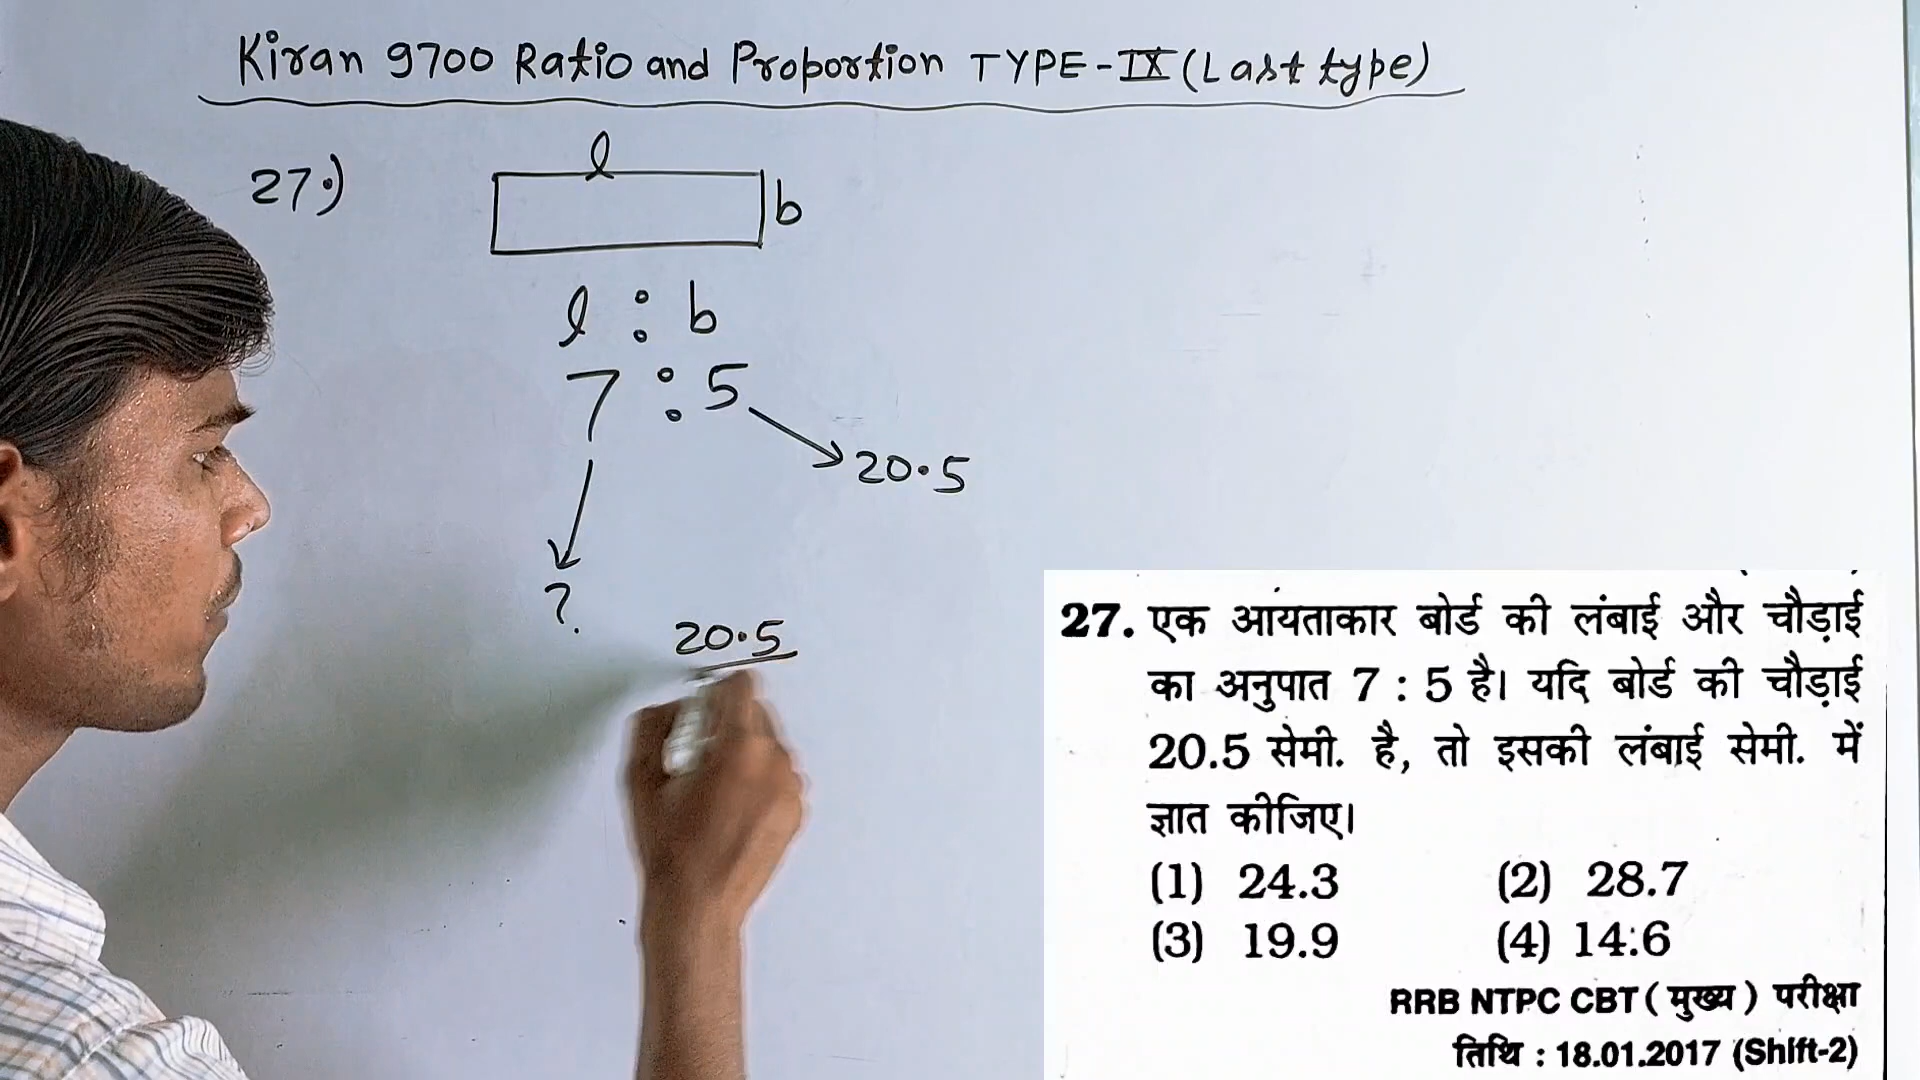 Kiran 9700 Ratio and Proportion TYPE-IX (Last type)
27.)
l
b
l : b
7 : 5
20.5
?
20.5
27. एक आयताकार बोर्ड की लंबाई और चौड़ाई
का अनुपात 7 : 5 है। यदि बोर्ड की चौड़ाई
20.5 सेमी. है, तो इसकी लंबाई सेमी. में
ज्ञात कीजिए।
(1) 24.3 (2) 28.7
(3) 19.9 (4) 14.6
RRB NTPC CBT ( मुख्य ) परीक्षा
तिथि : 18.01.2017 (Shift-2)